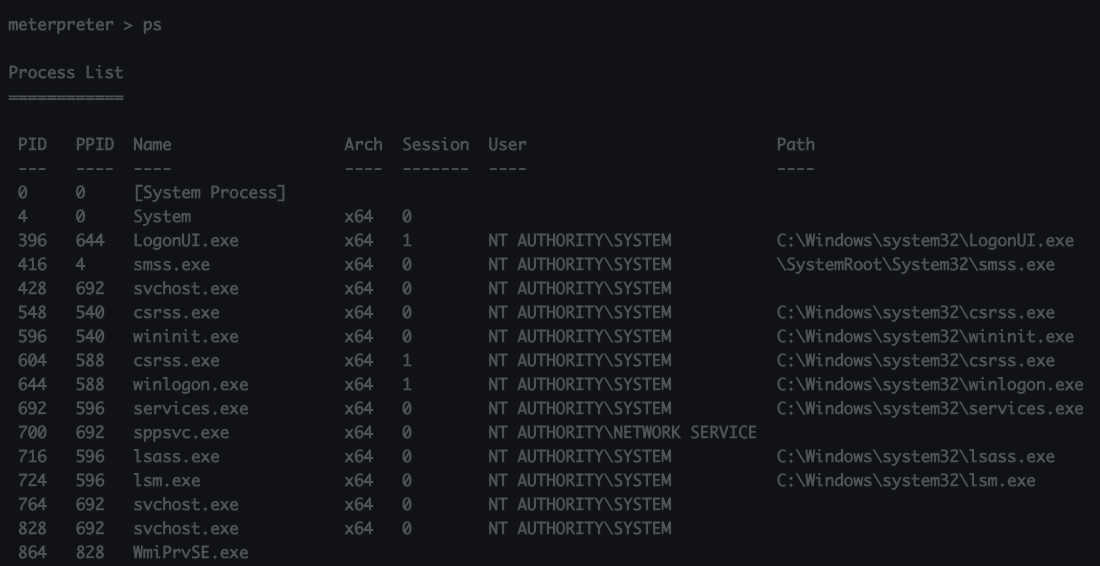 meterpreter > ps
Process List
============
PID PPID Name Arch Session User Path
--- ---- ---- ---- ------- ---- ----
0 0 [System Process]
4 0 System x64 0
396 644 LogonUI.exe x64 1 NT AUTHORITY\SYSTEM C:\Windows\system32\LogonUI.exe
416 4 smss.exe x64 0 NT AUTHORITY\SYSTEM \SystemRoot\System32\smss.exe
428 692 svchost.exe x64 0 NT AUTHORITY\SYSTEM
548 540 csrss.exe x64 0 NT AUTHORITY\SYSTEM C:\Windows\system32\csrss.exe
596 540 wininit.exe x64 0 NT AUTHORITY\SYSTEM C:\Windows\system32\wininit.exe
604 588 csrss.exe x64 1 NT AUTHORITY\SYSTEM C:\Windows\system32\csrss.exe
644 588 winlogon.exe x64 1 NT AUTHORITY\SYSTEM C:\Windows\system32\winlogon.exe
692 596 services.exe x64 0 NT AUTHORITY\SYSTEM C:\Windows\system32\services.exe
700 692 sppsvc.exe x64 0 NT AUTHORITY\NETWORK SERVICE
716 596 lsass.exe x64 0 NT AUTHORITY\SYSTEM C:\Windows\system32\lsass.exe
724 596 lsm.exe x64 0 NT AUTHORITY\SYSTEM C:\Windows\system32\lsm.exe
764 692 svchost.exe x64 0 NT AUTHORITY\SYSTEM
828 692 svchost.exe x64 0 NT AUTHORITY\SYSTEM
864 828 WmiPrvSE.exe